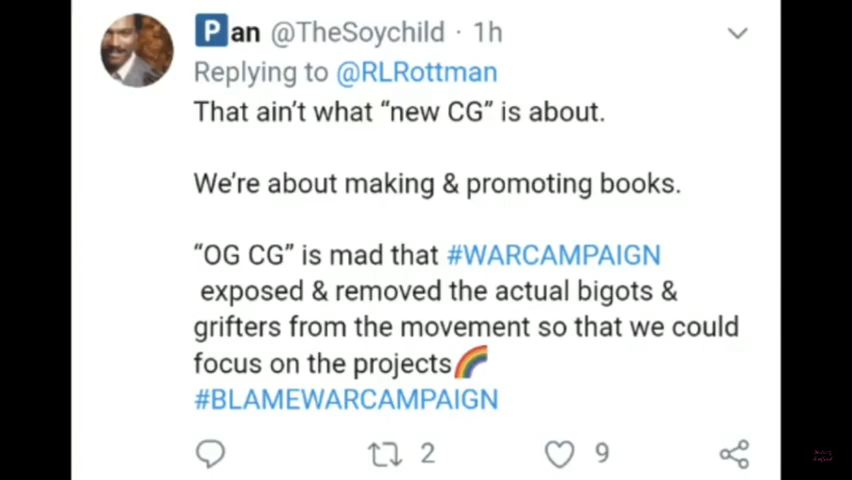 🅿️an @TheSoychild · 1h
Replying to @RLRottman
That ain't what “new CG” is about.
We're about making & promoting books.
“OG CG” is mad that #WARCAMPAIGN
exposed & removed the actual bigots &
grifters from the movement so that we could
focus on the projects🌈
#BLAMEWARCAMPAIGN
2 9